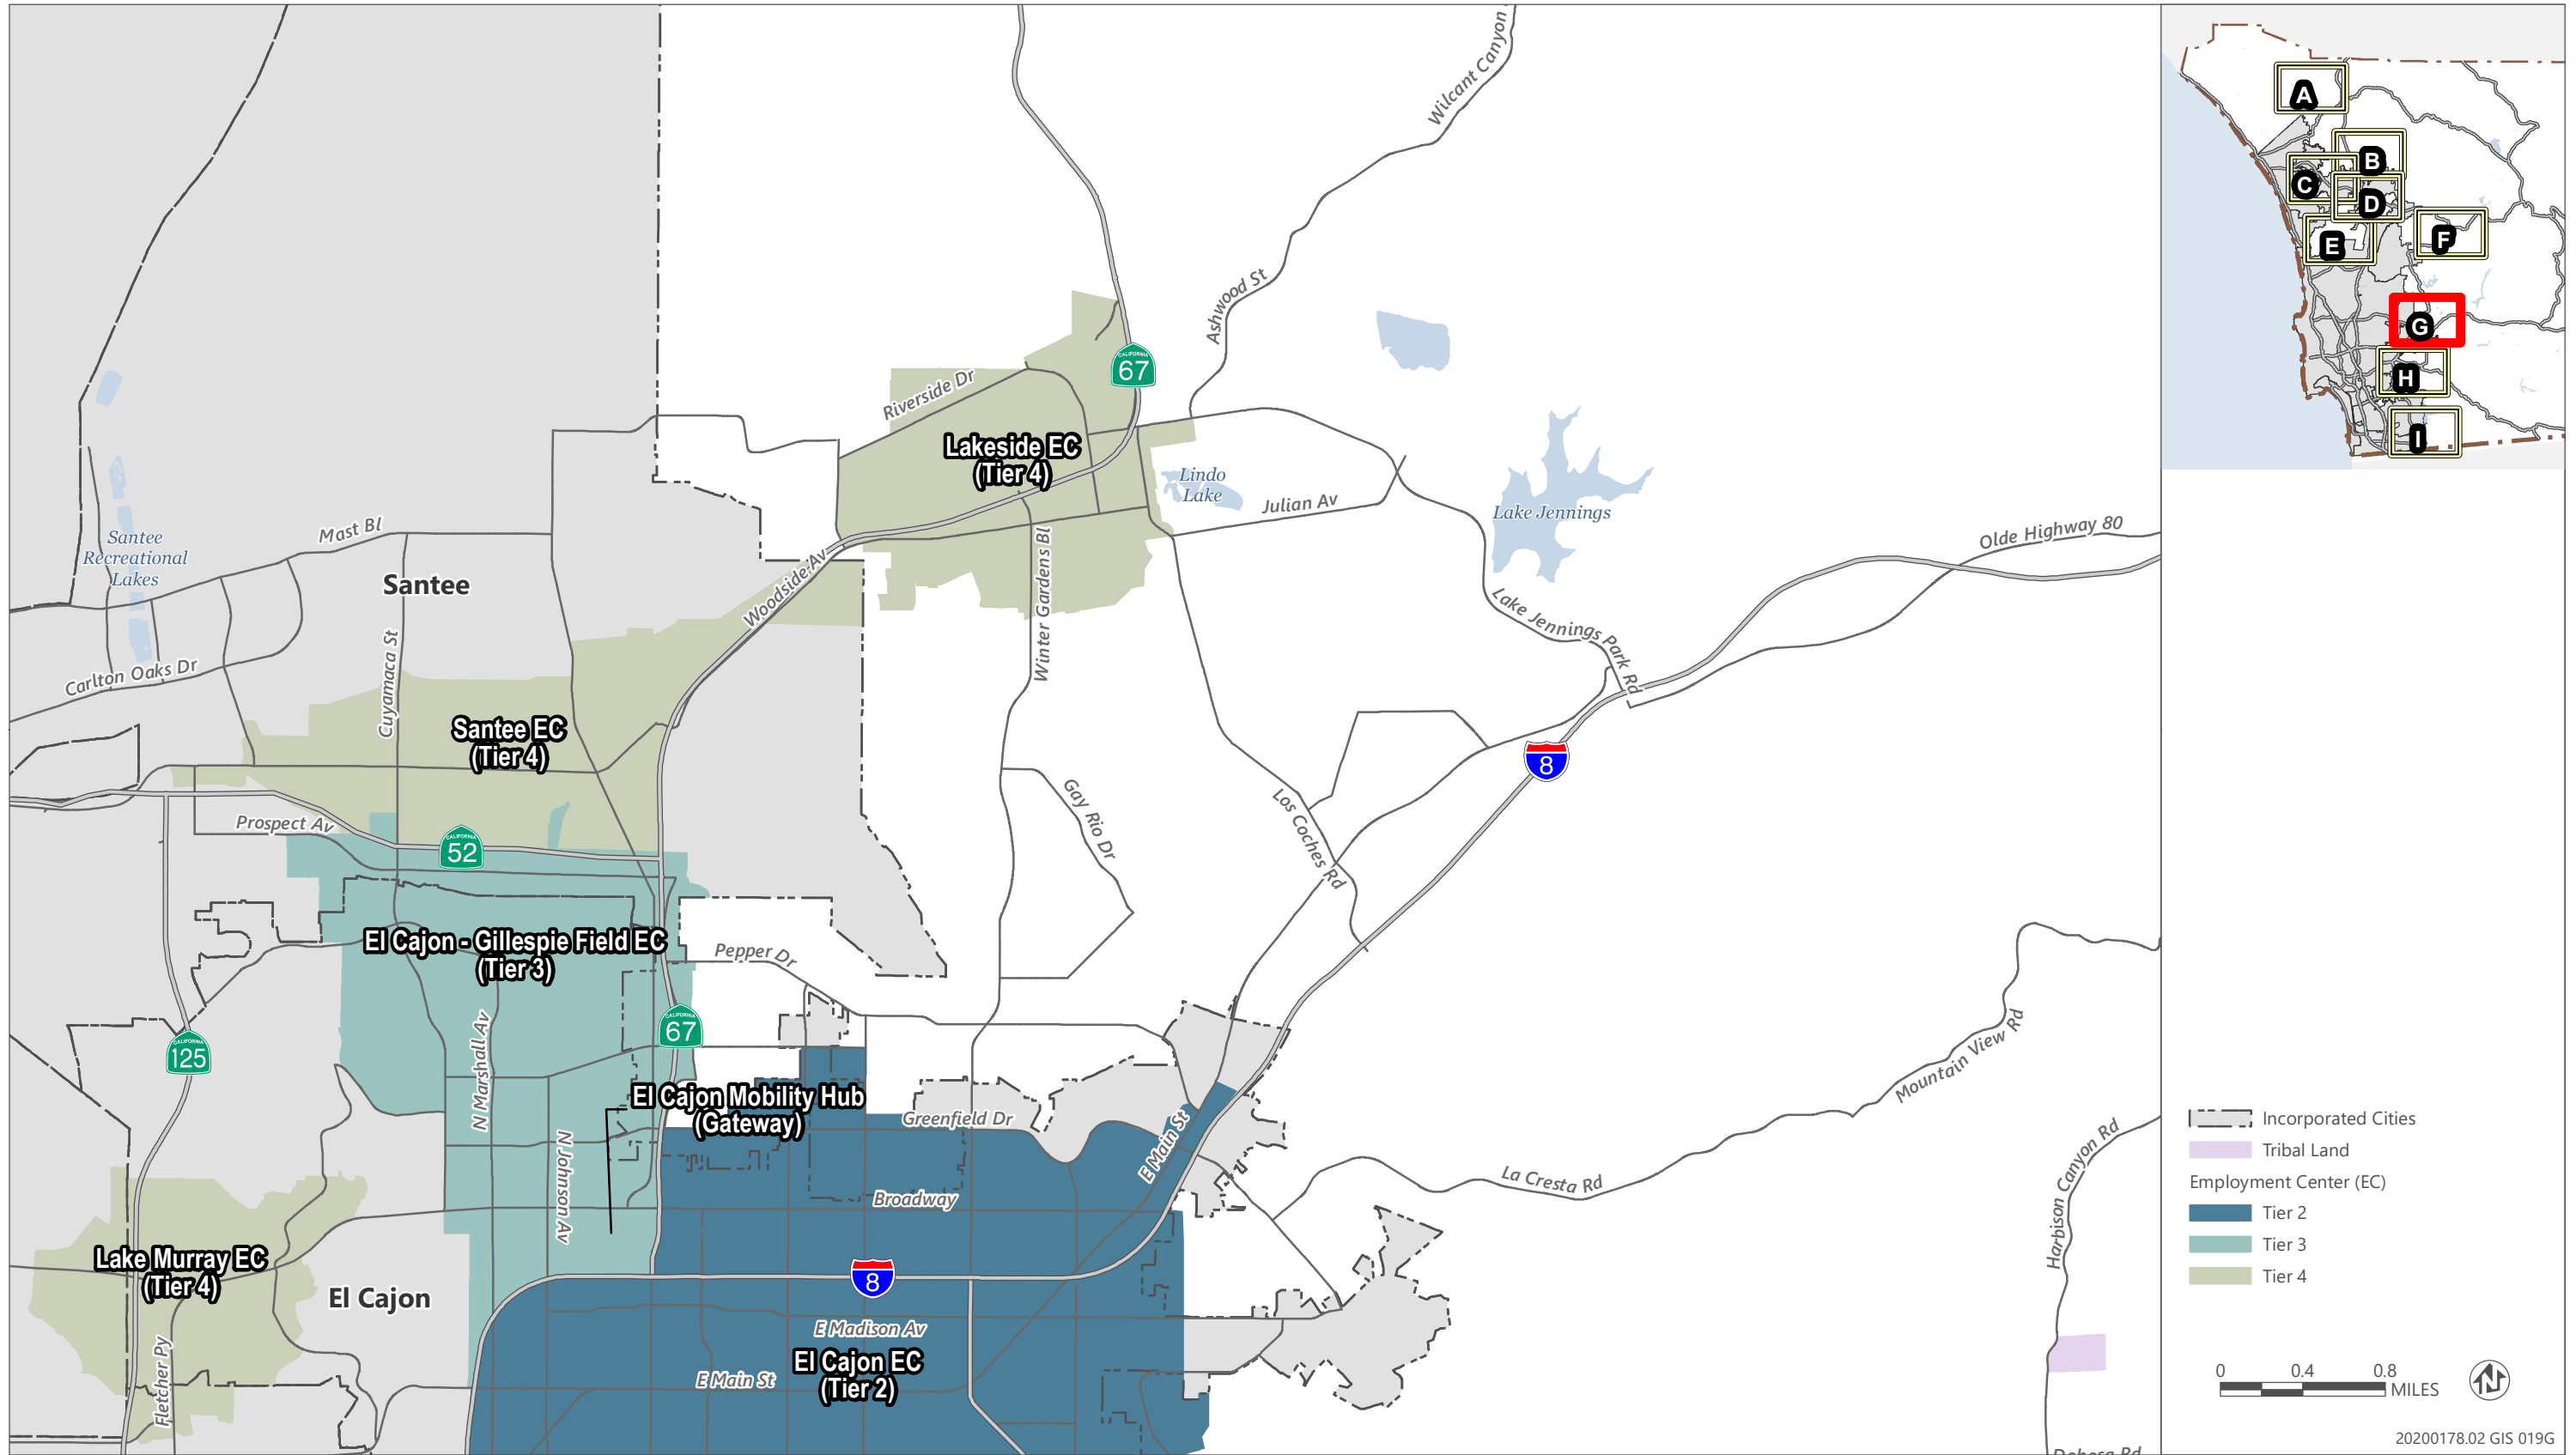 Wilcant Canyon
Ashwood St
CALIFORNIA
67
Riverside Dr
Lakeside EC
(Tier 4)
Lindo
Lake
Julian Av
Lake Jennings
Olde Highway 80
Mast Bl
Santee
Recreational
Lakes
Santee
Woodside Av
Winter Gardens Bl
Lake Jennings Park Rd
Cuyamaca St
Carlton Oaks Dr
Santee EC
(Tier 4)
8
Gay Rio Dr
Los Coches Rd
Prospect Av
CALIFORNIA
52
El Cajon - Gillespie Field EC
(Tier 3)
Pepper Dr
CALIFORNIA
67
CALIFORNIA
125
N Marshall Av
El Cajon Mobility Hub
(Gateway)
Greenfield Dr
E Main St
N Johnson Av
Broadway
Mountain View Rd
La Cresta Rd
Harbison Canyon Rd
Lake Murray EC
(Tier 4)
El Cajon
8
Fletcher Py
E Madison Av
El Cajon EC
(Tier 2)
E Main St
A
B
C
D
E
F
G
H
I
Incorporated Cities
Tribal Land
Employment Center (EC)
Tier 2
Tier 3
Tier 4
0 0.4 0.8
MILES
N
20200178.02 GIS 019G